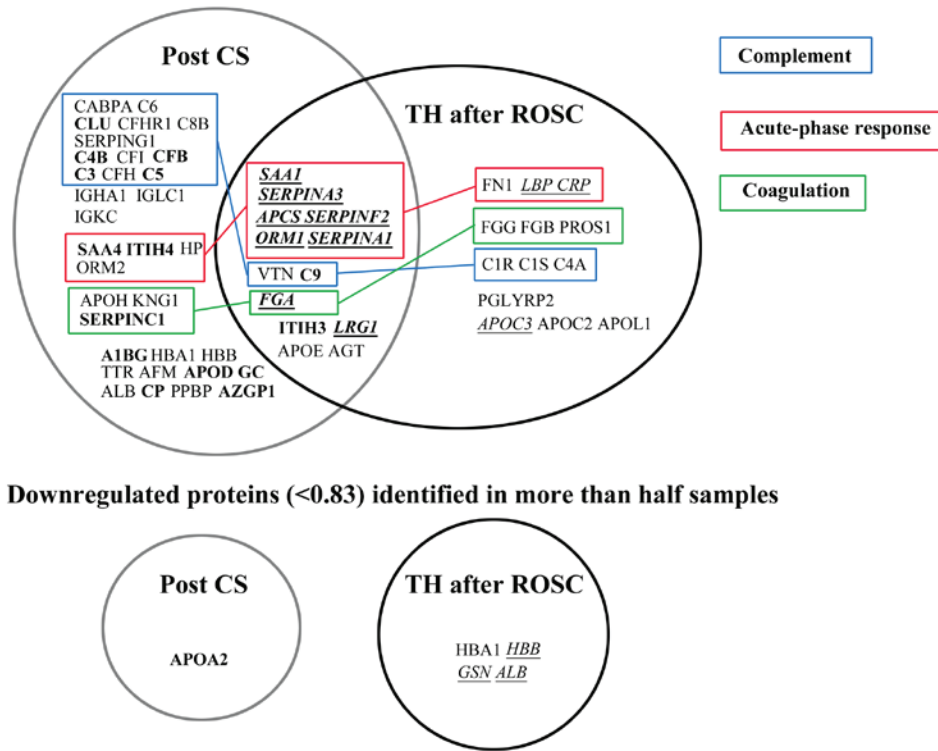 Post CS
TH after ROSC
Complement
Acute-phase response
Coagulation
CABPA C6
CLU CFHR1 C8B
SERPING1
C4B CFI CFB
C3 CFH C5
IGHA1 IGLC1
IGKC
SAA4 ITIH4 HP
ORM2
APOH KNG1
SERPINC1
A1BG HBA1 HBB
TTR AFM APOD GC
ALB CP PPBP AZGP1
SAA1
SERPINA3
APCS SERPINF2
ORM1 SERPINA1
VTN C9
FGA
ITIH3 LRG1
APOE AGT
FN1 LBP CRP
FGG FGB PROS1
C1R C1S C4A
PGLYRP2
APOC3 APOC2 APOL1
Downregulated proteins (<0.83) identified in more than half samples
Post CS
APOA2
TH after ROSC
HBA1 HBB
GSN ALB